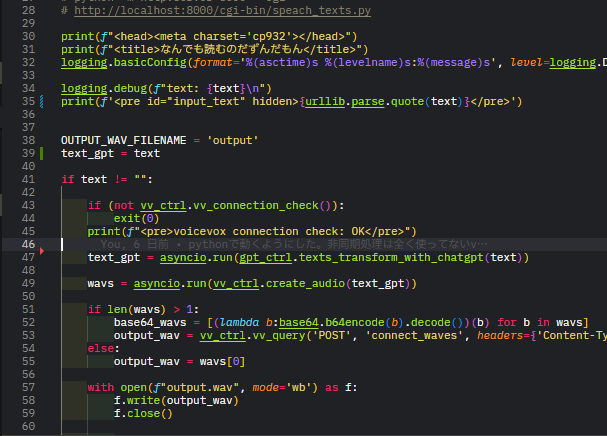 28 # http://localhost:8000/cgi-bin/speach_texts.py
29
30 print(f"<head><meta charset='cp932'></head>")
31 print(f"<title>なんでも読むのだずんだもん</title>")
32 logging.basicConfig(format='%(asctime)s %(levelname)s:%(message)s', level=logging.D
33
34 logging.debug(f"text: {text}\n")
35 print(f'<pre id="input_text" hidden>{urllib.parse.quote(text)}</pre>')
36
37
38 OUTPUT_WAV_FILENAME = 'output'
39 text_gpt = text
40
41 if text != "":
42
43 if (not vv_ctrl.vv_connection_check()):
44 exit(0)
45 print(f"<pre>voicevox connection check: OK</pre>")
46 You, 6 日前 • pythonで動くようにした。非同期処理は全く使ってないv…
47 text_gpt = asyncio.run(gpt_ctrl.texts_transform_with_chatgpt(text))
48
49 wavs = asyncio.run(vv_ctrl.create_audio(text_gpt))
50
51 if len(wavs) > 1:
52 base64_wavs = [(lambda b:base64.b64encode(b).decode())(b) for b in wavs]
53 output_wav = vv_ctrl.vv_query('POST', 'connect_waves', headers={'Content-Ty
54 else:
55 output_wav = wavs[0]
56
57 with open(f"output.wav", mode='wb') as f:
58 f.write(output_wav)
59 f.close()
60